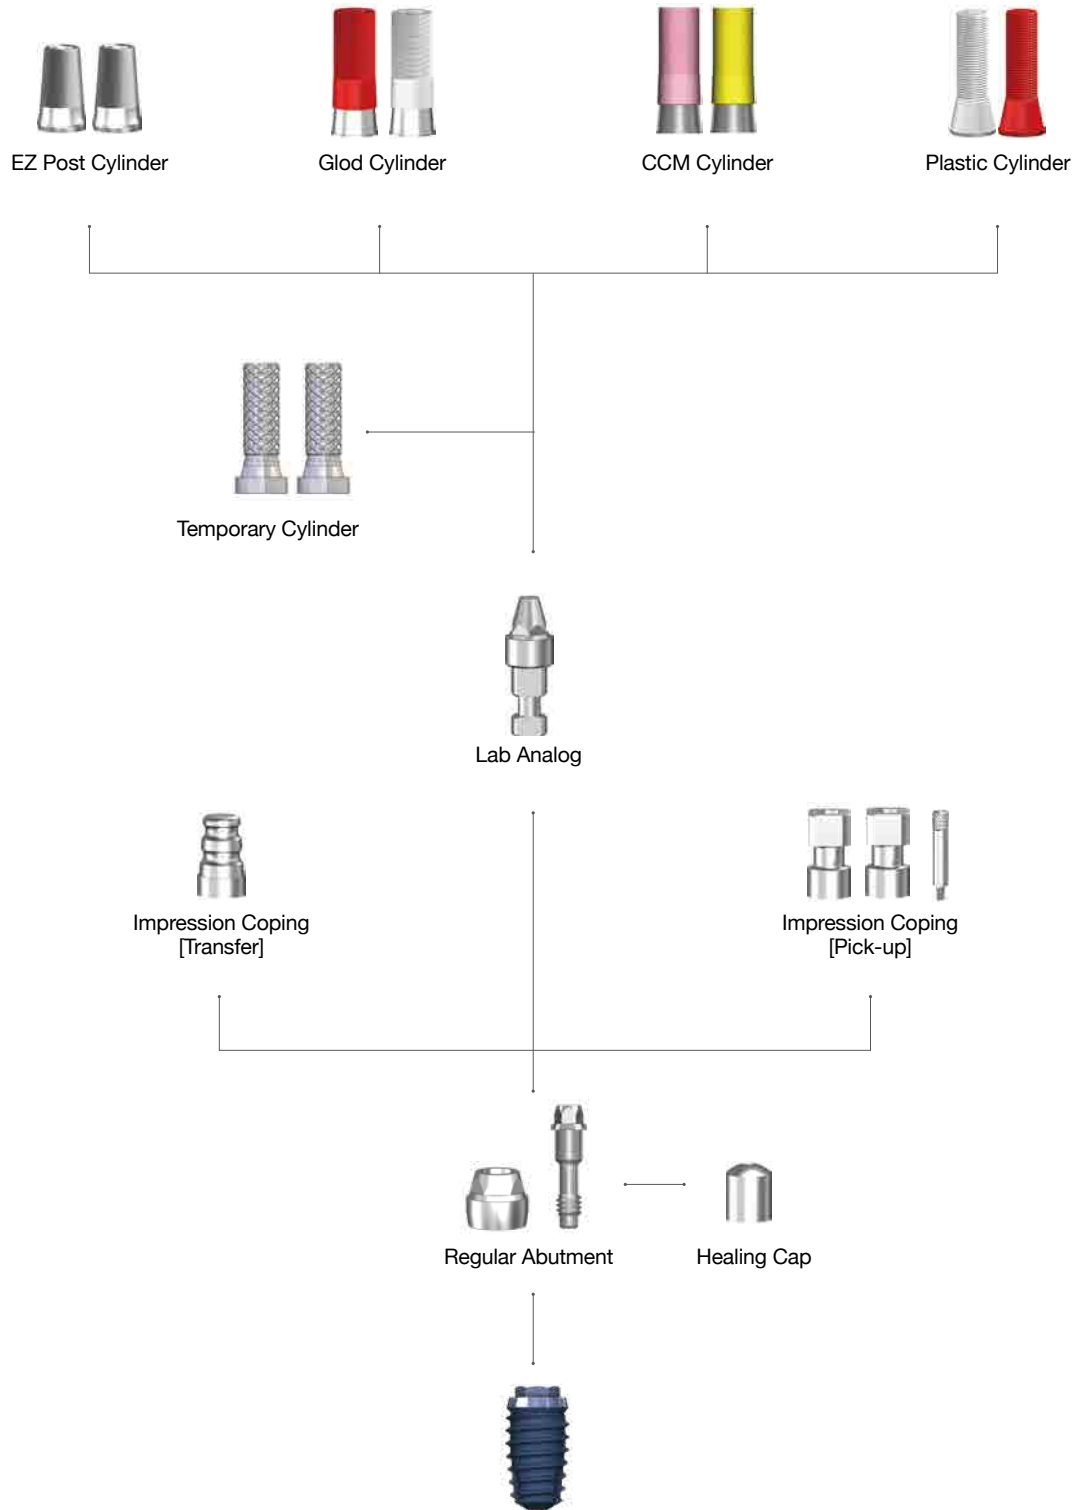 EZ Post Cylinder
Glod Cylinder
CCM Cylinder
Plastic Cylinder
Temporary Cylinder
Lab Analog
Impression Coping
[Transfer]
Impression Coping
[Pick-up]
Regular Abutment
Healing Cap